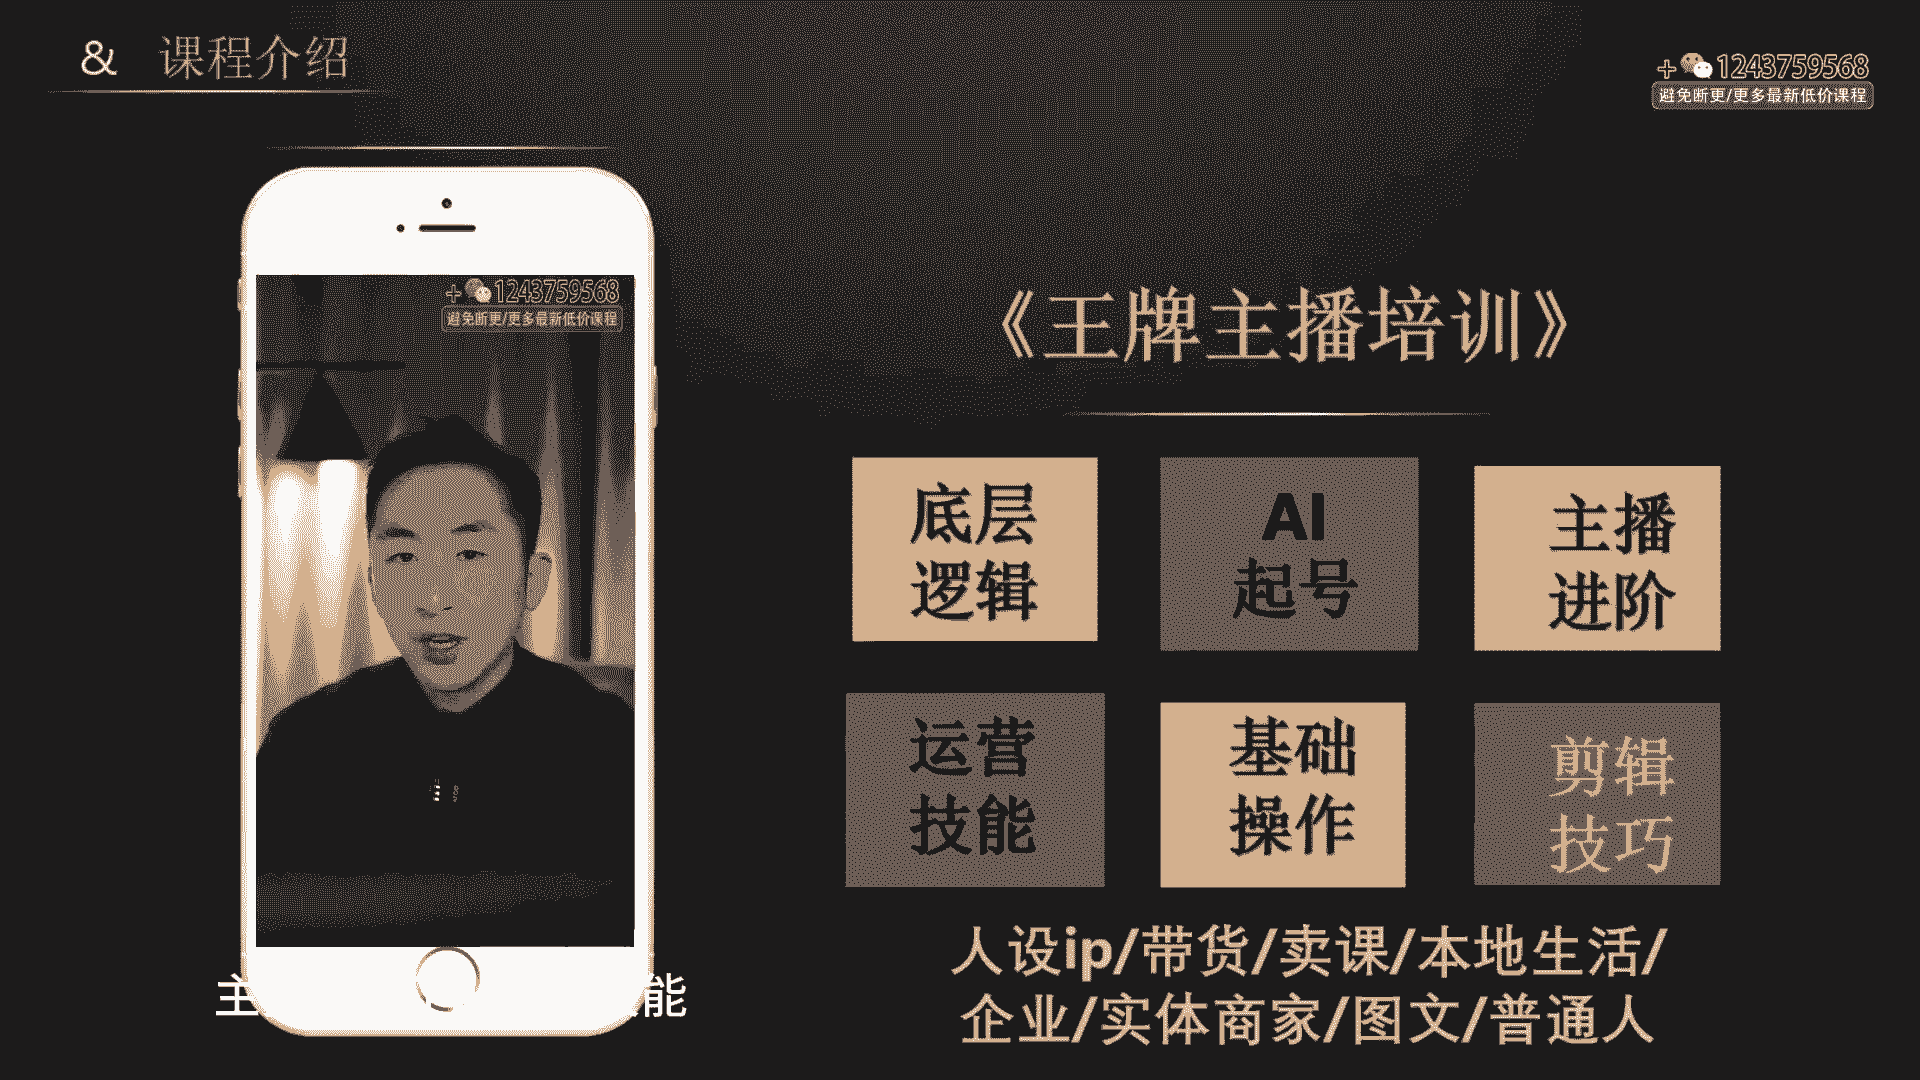 & 课程介绍
+1243759568
避免断更/更多最新低价课程
+1243759568
避免断更/更多最新低价课程
《王牌主播培训》
底层
逻辑
AI
起号
主播
进阶
运营
技能
基础
操作
剪辑
技巧
人设ip/带货/卖课/本地生活/
企业/实体商家/图文/普通人
主
能